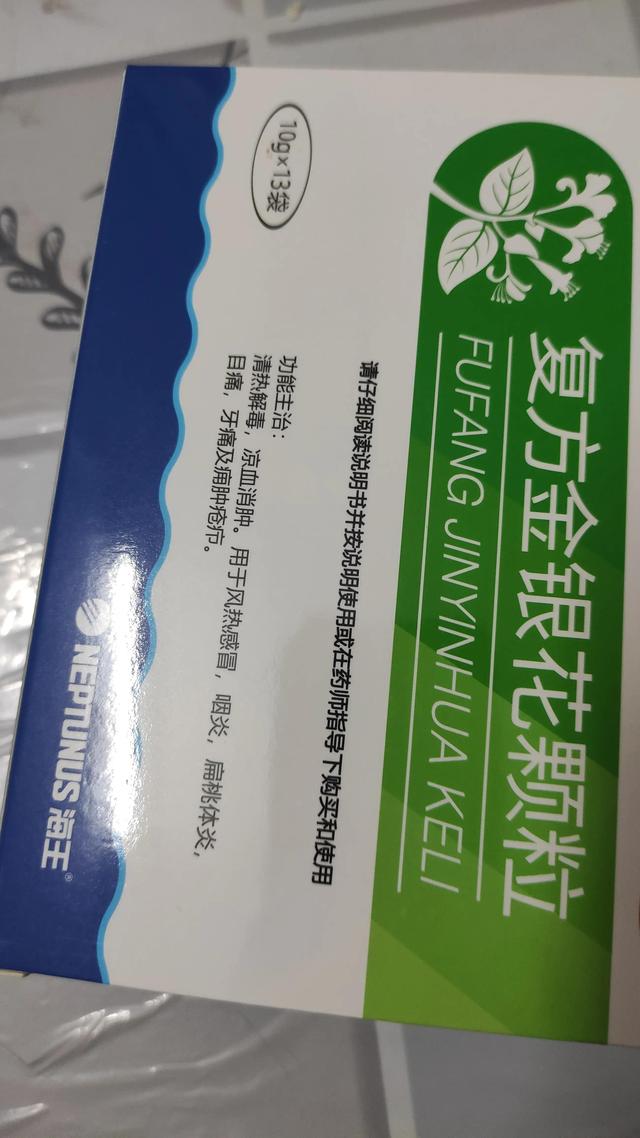 复方金银花颗粒
FUFANG JINYINHUA KELI
请仔细阅读说明书并按说明使用或在药师指导下购买和使用
10g×13袋
功能主治：
清热解毒，凉血消肿。用于风热感冒，咽炎，扁桃体炎，
目痛，牙痛及痈肿疮疖。
NEPTUNUS 海王®